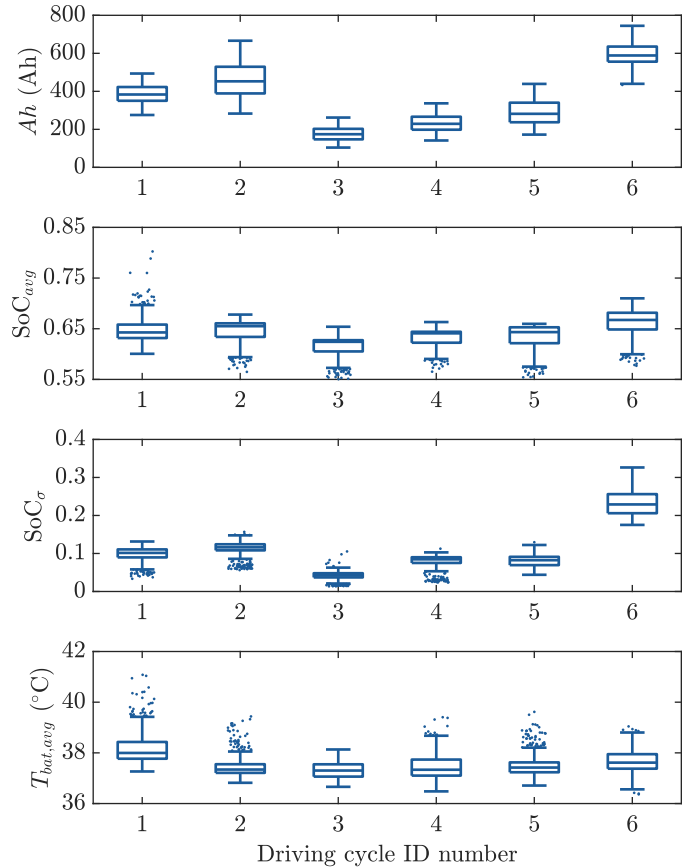 800
600
400
200
0
Ah (Ah)
1 2 3 4 5 6
0.85
0.75
0.65
0.55
SoC_avg
1 2 3 4 5 6
0.4
0.3
0.2
0.1
0
SoC_σ
1 2 3 4 5 6
42
40
38
36
T_bat,avg (°C)
1 2 3 4 5 6
Driving cycle ID number